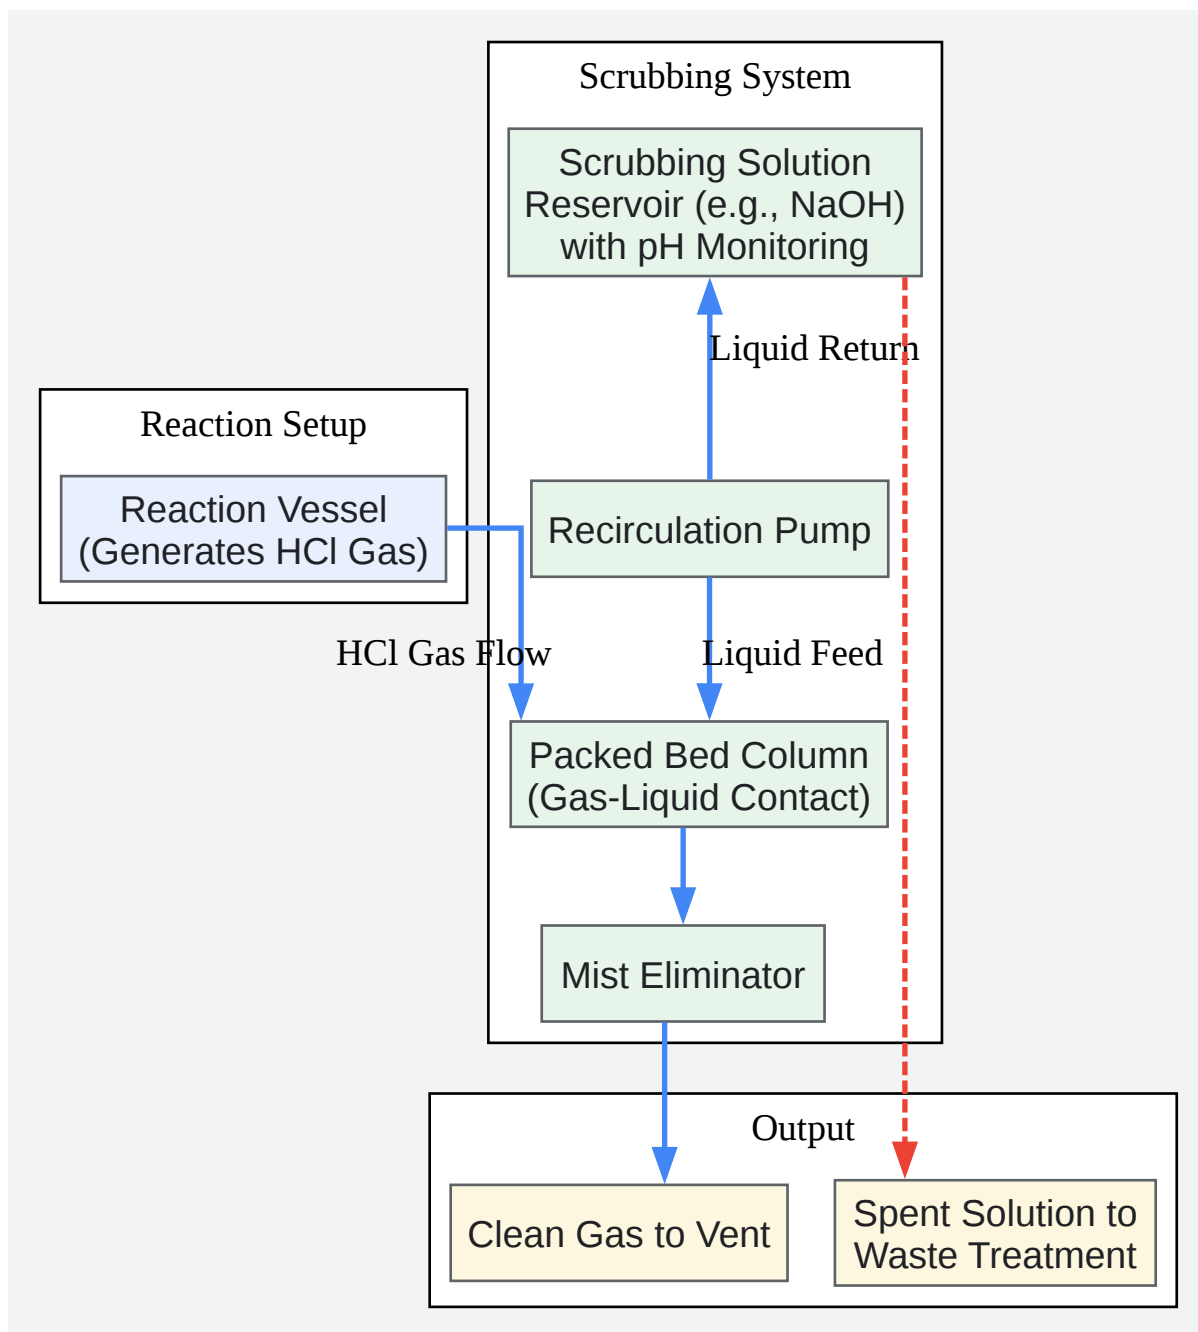 Scrubbing System
Scrubbing Solution
Reservoir (e.g., NaOH)
with pH Monitoring
Liquid Return
Reaction Setup
Reaction Vessel
(Generates HCl Gas)
Recirculation Pump
HCl Gas Flow
Liquid Feed
Packed Bed Column
(Gas-Liquid Contact)
Mist Eliminator
Output
Clean Gas to Vent
Spent Solution to
Waste Treatment